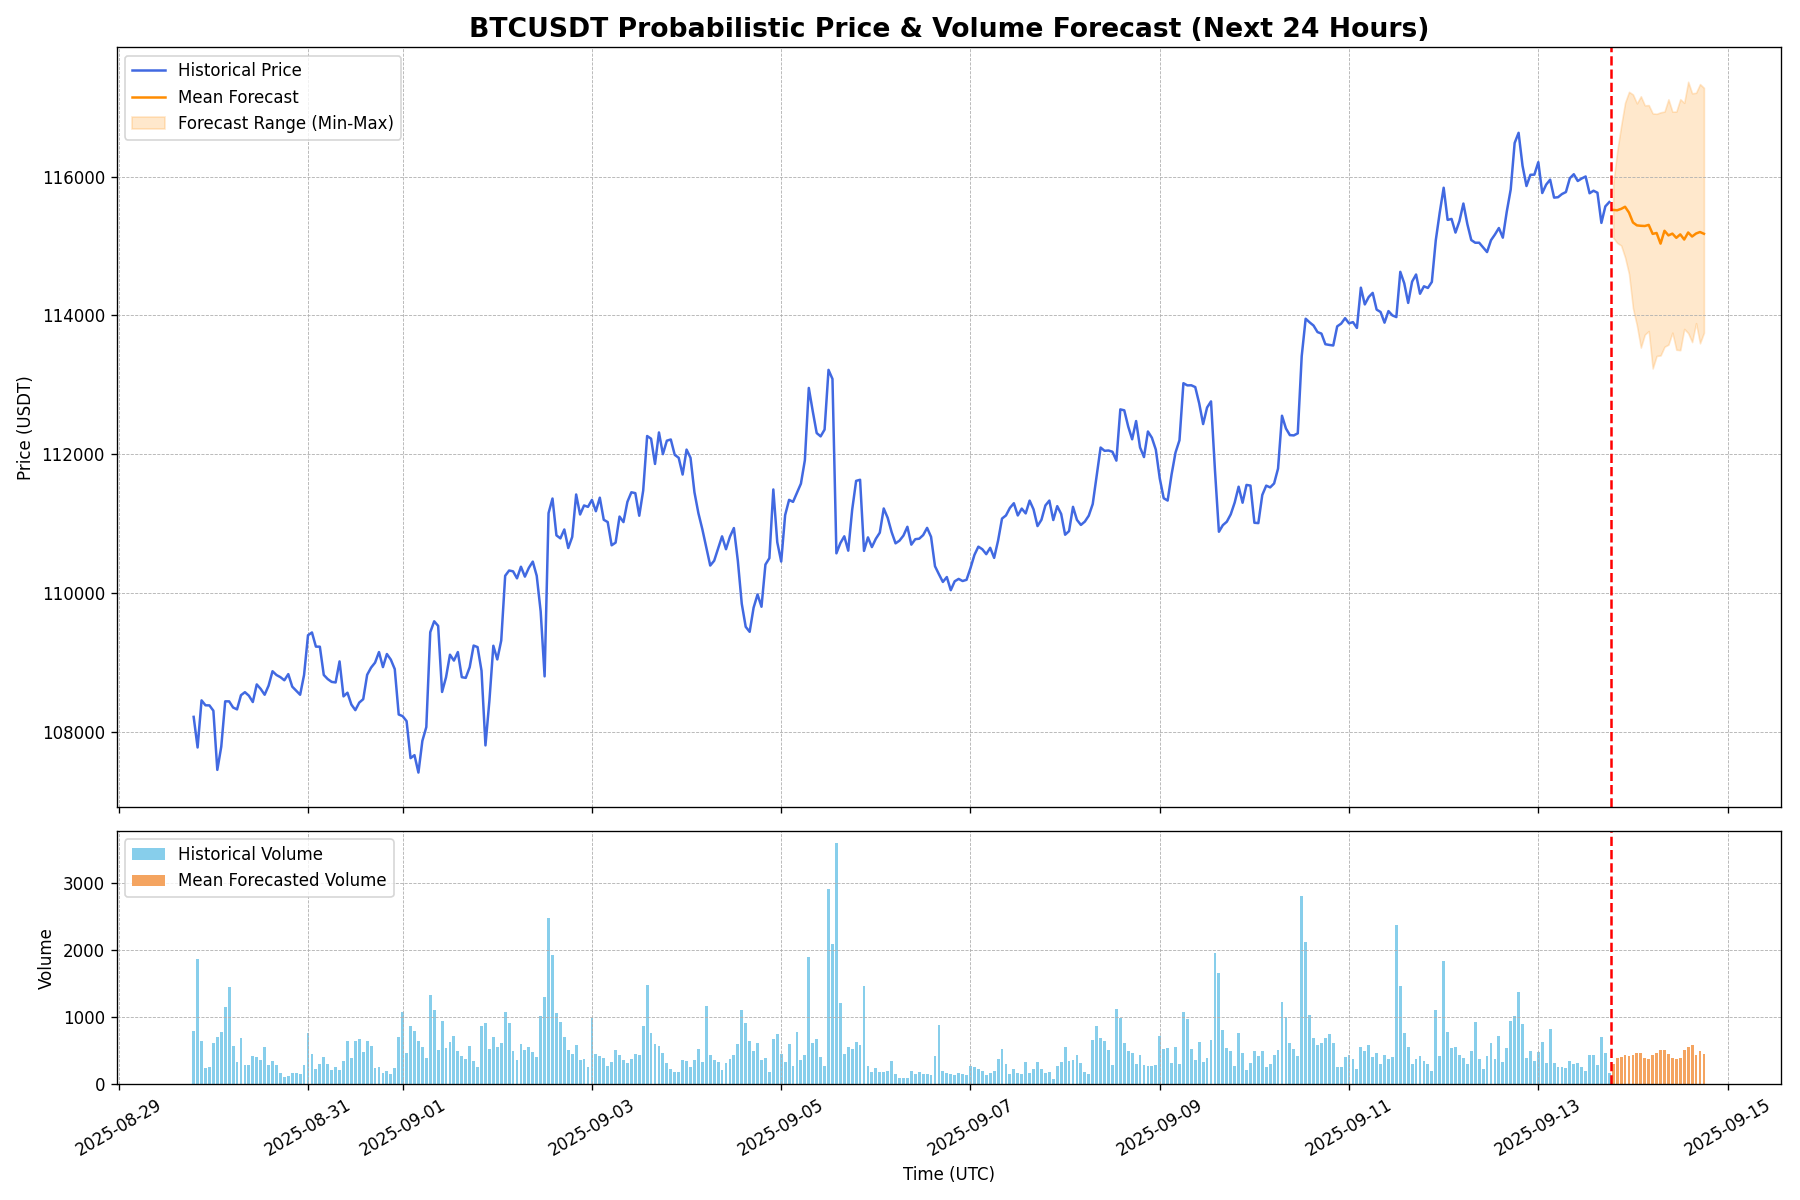 BTCUSDT Probabilistic Price & Volume Forecast (Next 24 Hours)
Historical Price
Mean Forecast
Forecast Range (Min-Max)
116000
114000
112000
110000
108000
Price (USDT)
Historical Volume
Mean Forecasted Volume
3000
2000
1000
0
Volume
2025-08-29
2025-08-31
2025-09-01
2025-09-03
2025-09-05
2025-09-07
2025-09-09
2025-09-11
2025-09-13
2025-09-15
Time (UTC)